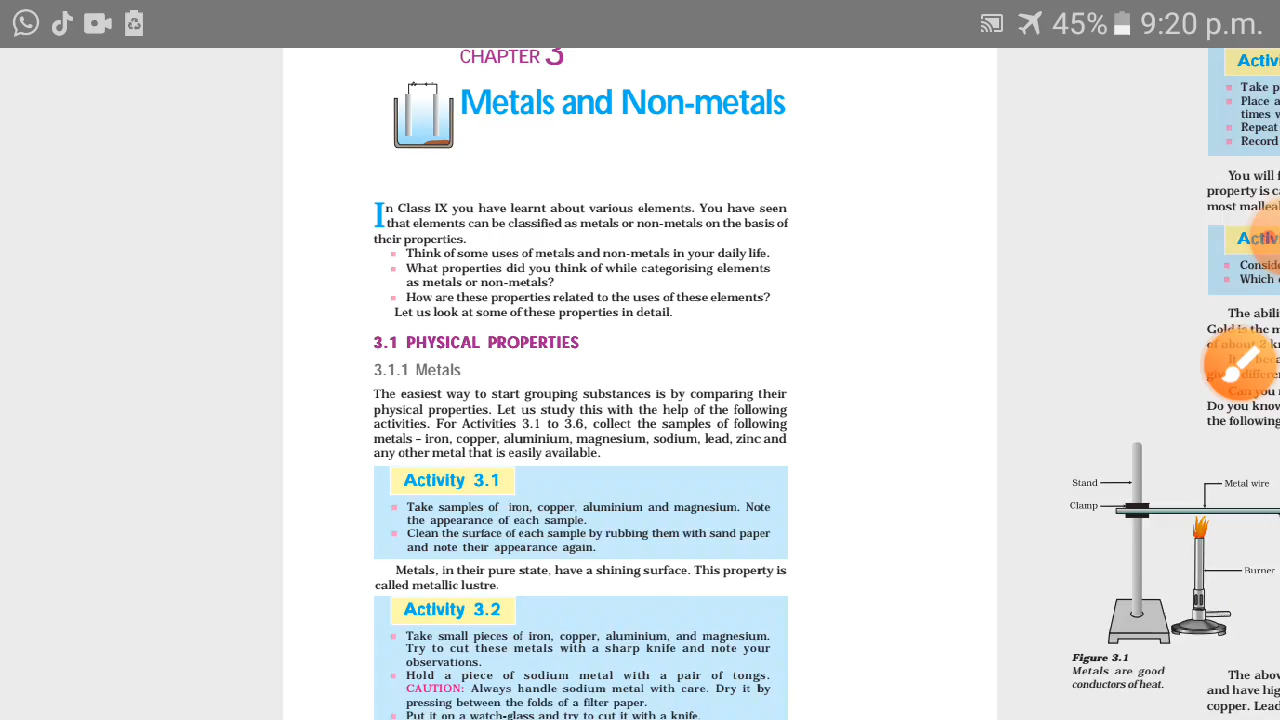 45% 9:20 p.m.
CHAPTER 3
Metals and Non-metals
In Class IX you have learnt about various elements. You have seen
that elements can be classified as metals or non-metals on the basis of
their properties.
Think of some uses of metals and non-metals in your daily life.
What properties did you think of while categorising elements
as metals or non-metals?
How are these properties related to the uses of these elements?
Let us look at some of these properties in detail.
3.1 PHYSICAL PROPERTIES
3.1.1 Metals
The easiest way to start grouping substances is by comparing their
physical properties. Let us study this with the help of the following
activities. For Activities 3.1 to 3.6, collect the samples of following
metals – iron, copper, aluminium, magnesium, sodium, lead, zinc and
any other metal that is easily available.
Activity 3.1
Take samples of iron, copper, aluminium and magnesium. Note
the appearance of each sample.
Clean the surface of each sample by rubbing them with sand paper
and note their appearance again.
Metals, in their pure state, have a shining surface. This property is
called metallic lustre.
Activity 3.2
Take small pieces of iron, copper, aluminium, and magnesium.
Try to cut these metals with a sharp knife and note your
observations.
Hold a piece of sodium metal with a pair of tongs.
CAUTION: Always handle sodium metal with care. Dry it by
pressing between the folds of a filter paper.
Put it on a watch-glass and try to cut it with a knife.
Take
Place a
times
Repeat
Record
You will
property is
most
Which
The
Gold is the
of about 2
Can you
Do you know
the following
Stand
Clamp
Metal wire
Burner
Figure 3.1
Metals are good
conductors of heat.
The
and have
copper. Lead